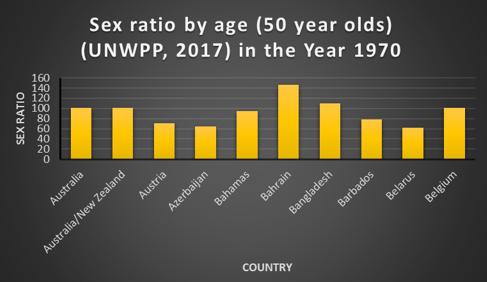 Sex ratio by age (50 year olds)
(UNWPP, 2017) in the Year 1970
SEX RATIO
160
140
120
100
80
60
40
20
0
Australia
Australia/New Zealand
Austria
Azerbaijan
Bahamas
Bahrain
Bangladesh
Barbados
Belarus
Belgium
COUNTRY